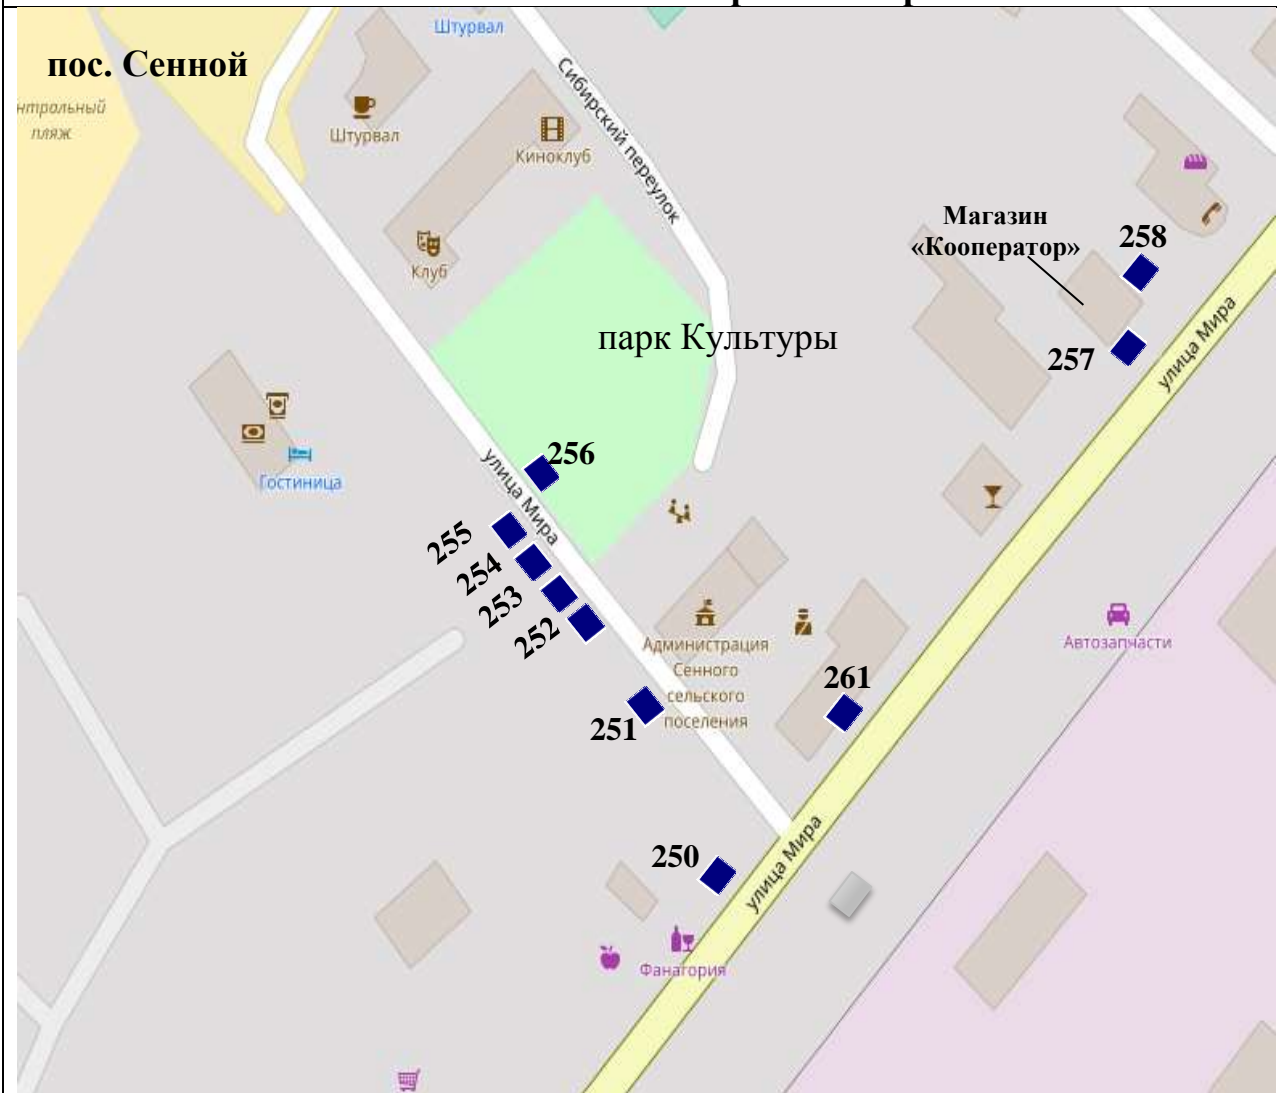 Штурвал
пос. Сенной
нтральный
пляж
Штурвал
Киноклуб
Сибирский переулок
Клуб
Магазин
«Кооператор»
258
257
улица Мира
парк Культуры
Гостиница
256
улица Мира
255
254
253
252
251
Администрация
Сенного
сельского
поселения
261
Автозапчасти
250
улица Мира
Фанагория